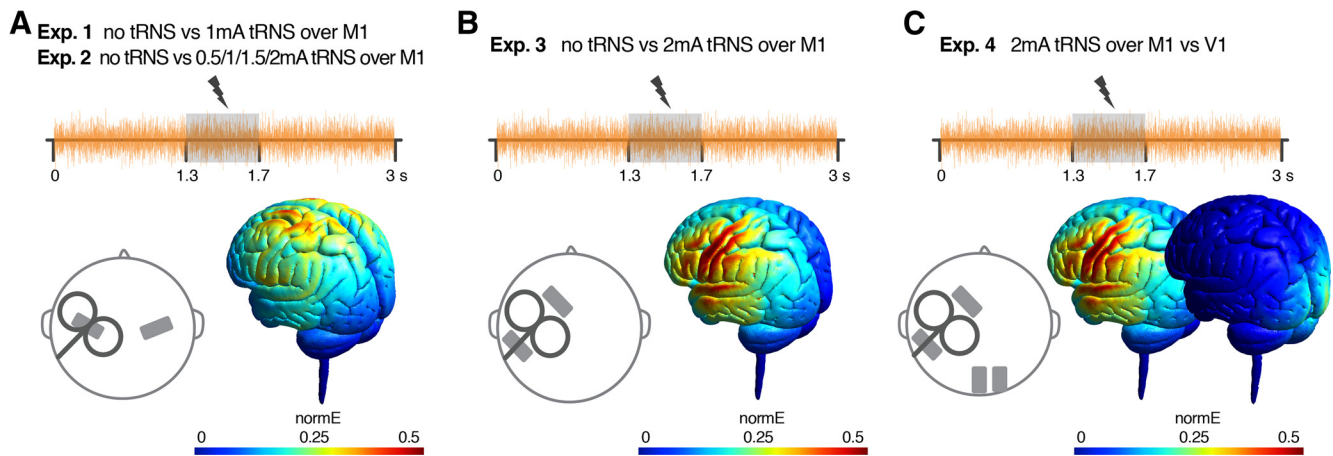 A
Exp. 1 no tRNS vs 1mA tRNS over M1
Exp. 2 no tRNS vs 0.5/1/1.5/2mA tRNS over M1
0 1.3 1.7 3 s
normE
0 0.25 0.5
B
Exp. 3 no tRNS vs 2mA tRNS over M1
0 1.3 1.7 3 s
normE
0 0.25 0.5
C
Exp. 4 2mA tRNS over M1 vs V1
0 1.3 1.7 3 s
normE
0 0.25 0.5